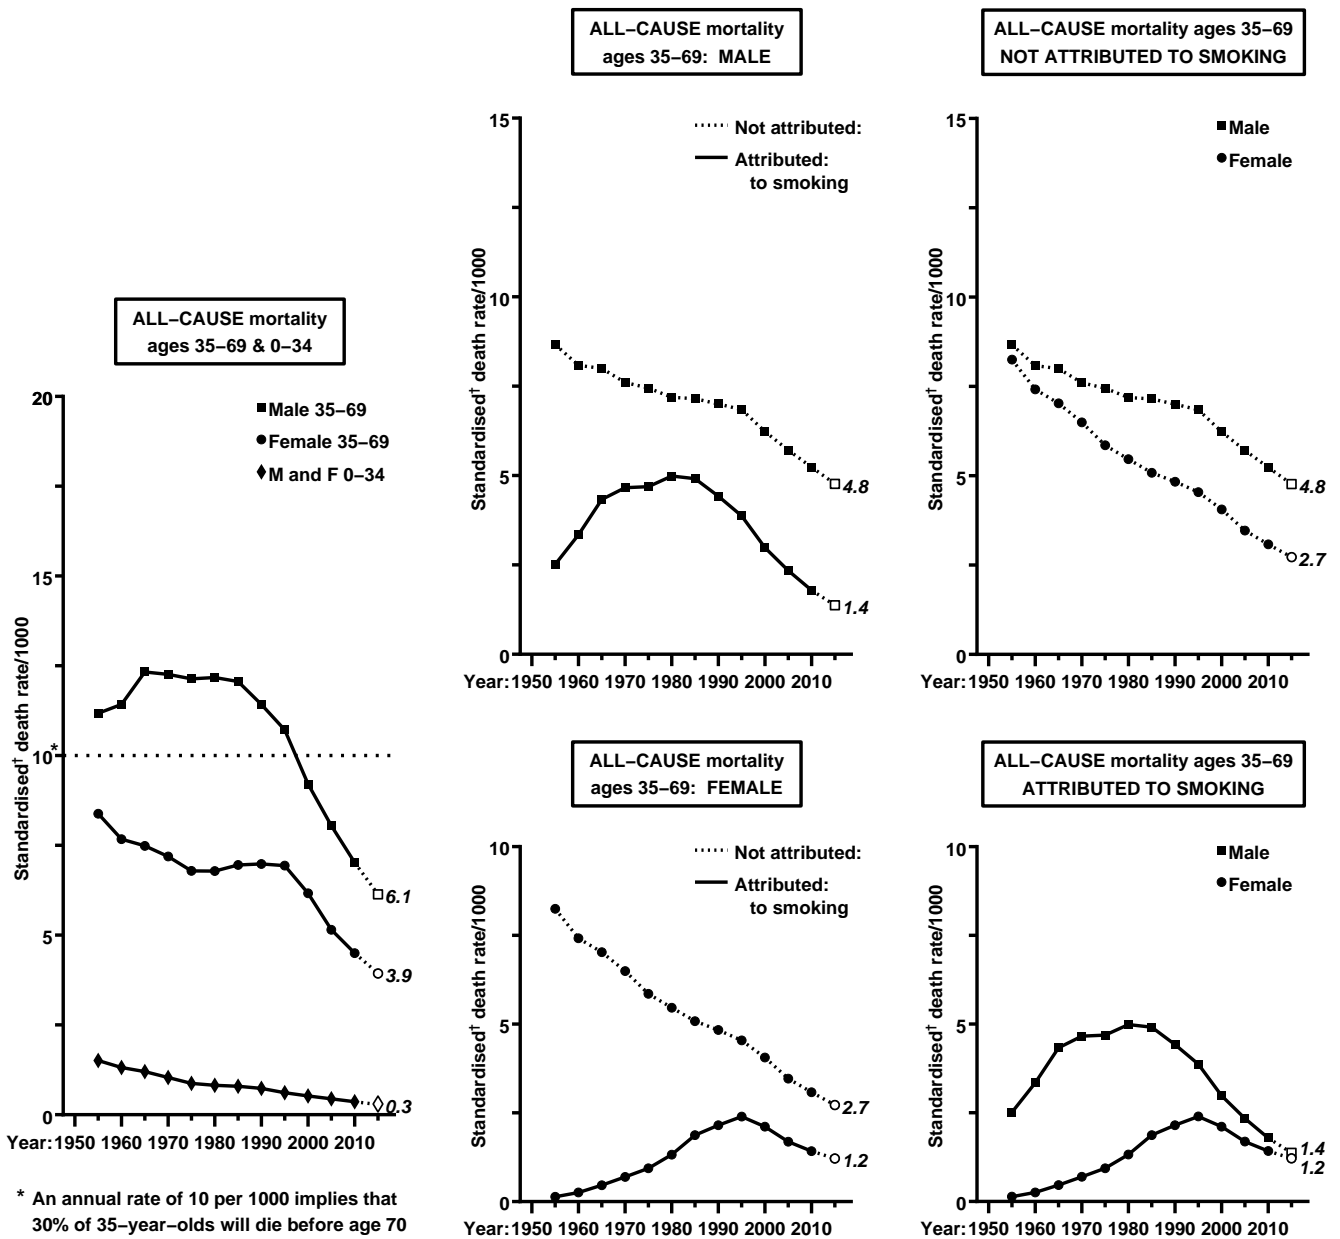 ALL−CAUSE mortality
ages 35−69 & 0−34
20
15
10
*
5
0
Standardised† death rate/1000
Male 35−69
Female 35−69
M and F 0−34
6.1
3.9
0.3
Year: 1950 1960 1970 1980 1990 2000 2010
* An annual rate of 10 per 1000 implies that
30% of 35−year−olds will die before age 70
ALL−CAUSE mortality
ages 35−69: MALE
15
10
5
0
Standardised† death rate/1000
Not attributed:
Attributed:
to smoking
4.8
1.4
Year: 1950 1960 1970 1980 1990 2000 2010
ALL−CAUSE mortality ages 35−69
NOT ATTRIBUTED TO SMOKING
15
10
5
0
Standardised† death rate/1000
Male
Female
4.8
2.7
Year: 1950 1960 1970 1980 1990 2000 2010
ALL−CAUSE mortality
ages 35−69: FEMALE
10
5
0
Standardised† death rate/1000
Not attributed:
Attributed:
to smoking
2.7
1.2
Year: 1950 1960 1970 1980 1990 2000 2010
ALL−CAUSE mortality ages 35−69
ATTRIBUTED TO SMOKING
10
5
0
Standardised† death rate/1000
Male
Female
1.4
1.2
Year: 1950 1960 1970 1980 1990 2000 2010